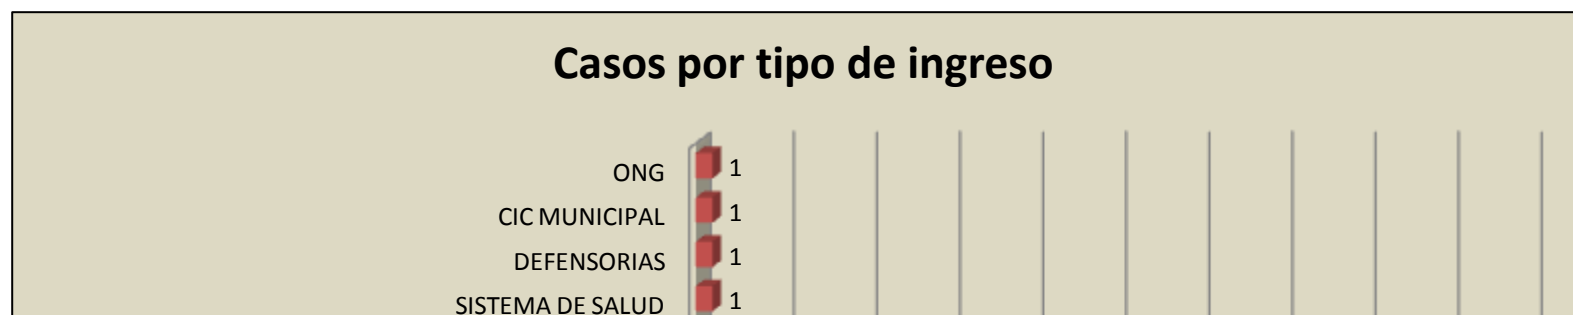 Casos por tipo de ingreso
ONG 1
CIC MUNICIPAL 1
DEFENSORIAS 1
SISTEMA DE SALUD 1